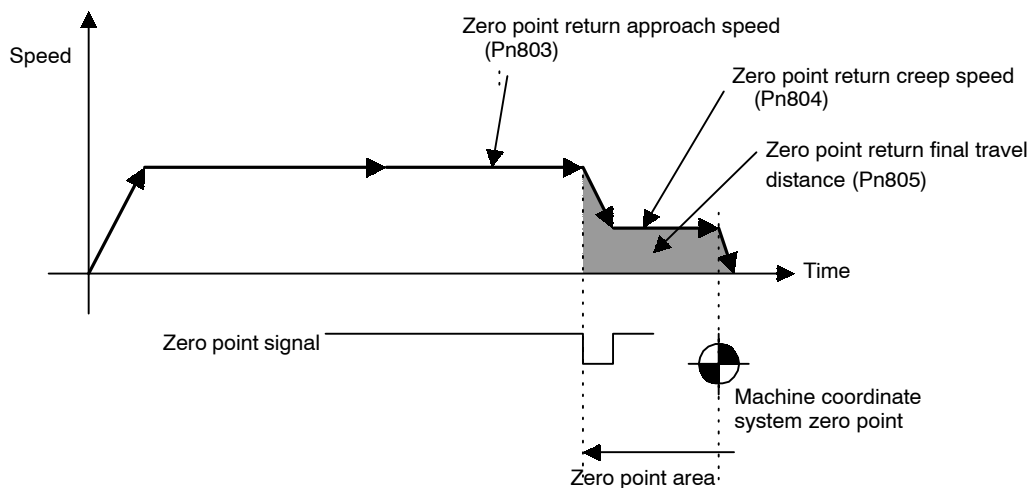 Zero point return approach speed
(Pn803)
Speed
Zero point return creep speed
(Pn804)
Zero point return final travel
distance (Pn805)
Time
Zero point signal
Machine coordinate
system zero point
Zero point area